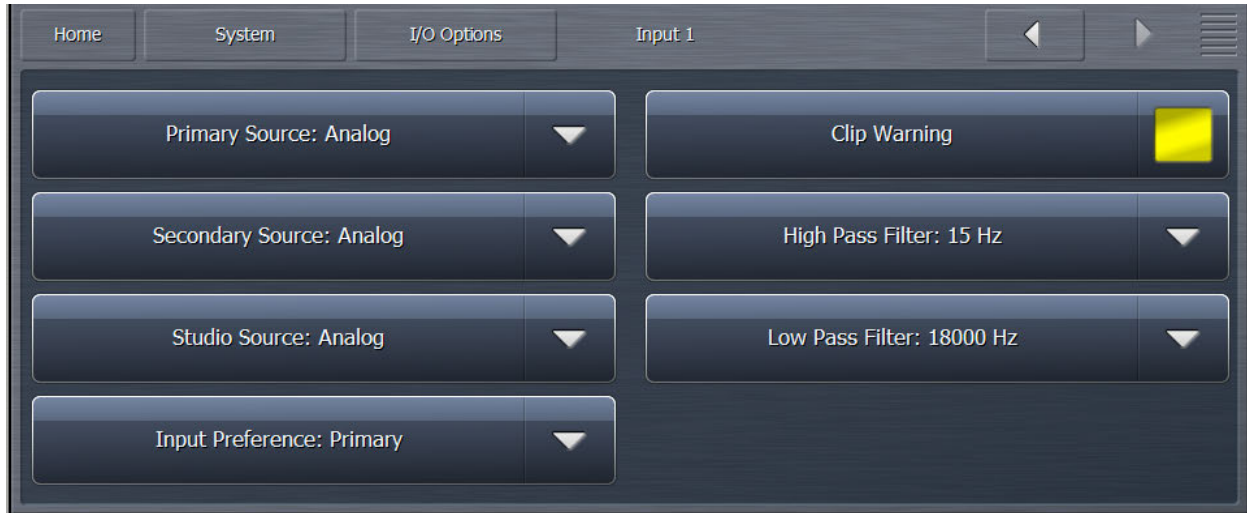 Home System I/O Options Input 1
Primary Source: Analog
Clip Warning
Secondary Source: Analog
High Pass Filter: 15 Hz
Studio Source: Analog
Low Pass Filter: 18000 Hz
Input Preference: Primary